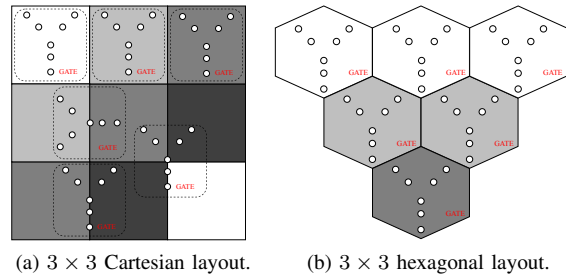 GATE GATE GATE
GATE GATE GATE
GATE
GATE GATE
GATE
GATE
GATE
(a) 3 × 3 Cartesian layout.
(b) 3 × 3 hexagonal layout.